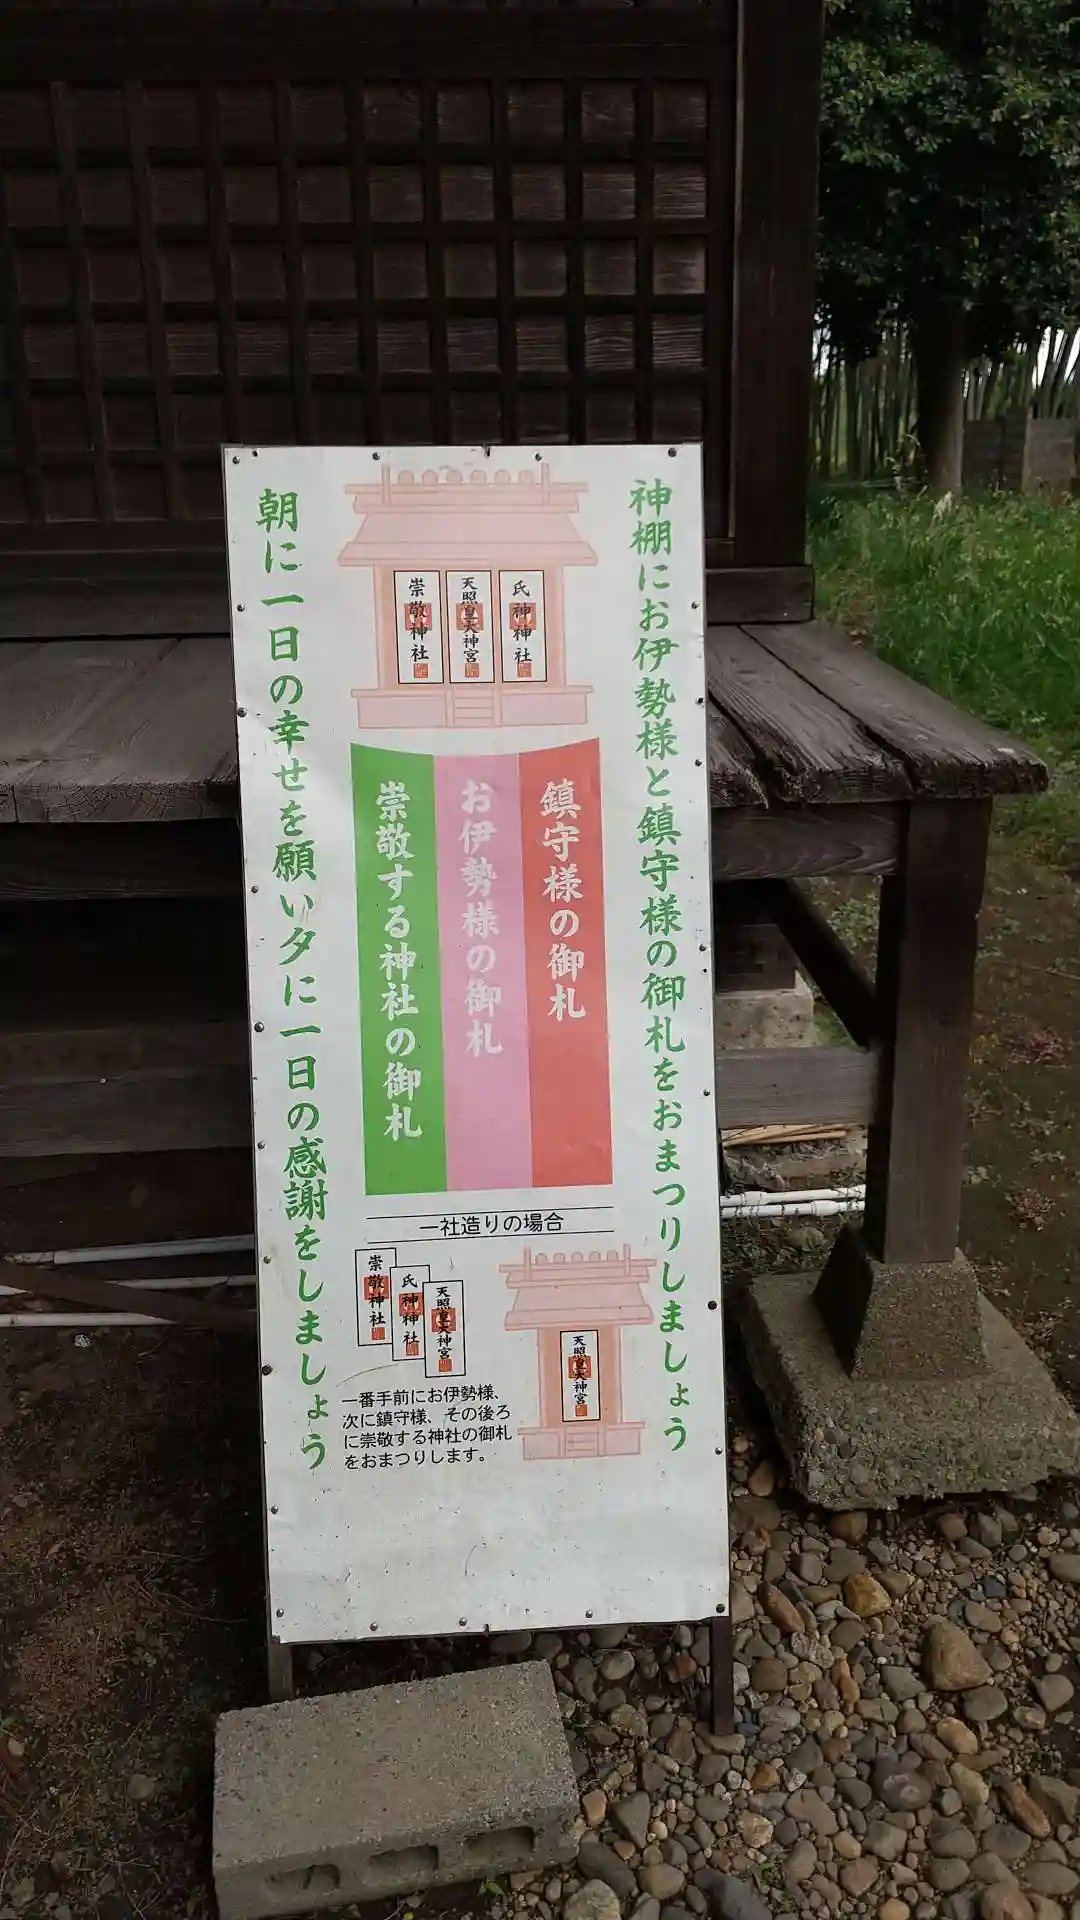 神棚にお伊勢様と鎮守様の御札をおまつりしましょう
氏神神社
天照皇大神宮
崇敬神社
鎮守様の御札
お伊勢様の御札
崇敬する神社の御札
朝に一日の幸せを願い夕に一日の感謝をしましょう
一社造りの場合
崇敬神社
氏神神社
天照皇大神宮
天照皇大神宮
一番手前にお伊勢様、
次に鎮守様、その後ろ
に崇敬する神社の御札
をおまつりします。